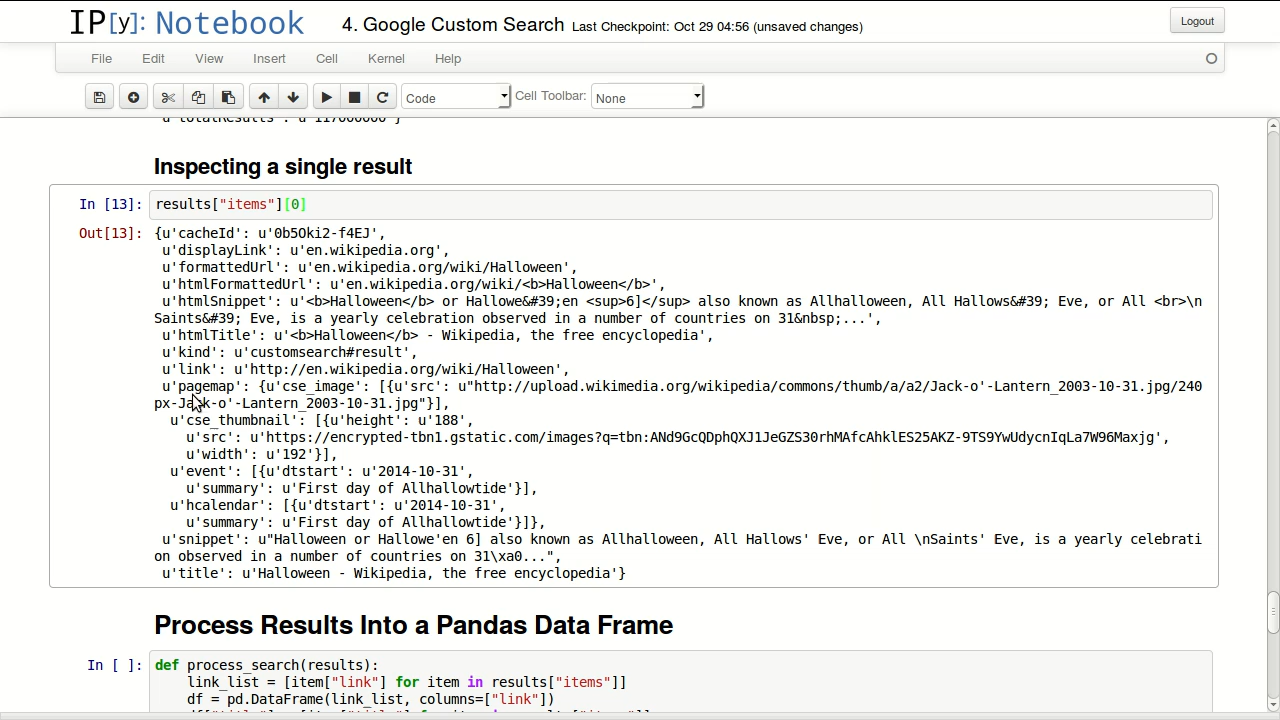 IP[y]: Notebook 4. Google Custom Search Last Checkpoint: Oct 29 04:56 (unsaved changes) Logout
File Edit View Insert Cell Kernel Help
Code Cell Toolbar: None
u'totalResults': u'117000000'}
Inspecting a single result
In [13]: results["items"][0]
Out[13]: {u'cacheId': u'0b5Oki2-f4EJ',
u'displayLink': u'en.wikipedia.org',
u'formattedUrl': u'en.wikipedia.org/wiki/Halloween',
u'htmlFormattedUrl': u'en.wikipedia.org/wiki/<b>Halloween</b>',
u'htmlSnippet': u'<b>Halloween</b> or Hallowe&#39;en <sup>6]</sup> also known as Allhalloween, All Hallows&#39; Eve, or All <br>\n
Saints&#39; Eve, is a yearly celebration observed in a number of countries on 31&nbsp;...',
u'htmlTitle': u'<b>Halloween</b> - Wikipedia, the free encyclopedia',
u'kind': u'customsearch#result',
u'link': u'http://en.wikipedia.org/wiki/Halloween',
u'pagemap': {u'cse_image': [{u'src': u"http://upload.wikimedia.org/wikipedia/commons/thumb/a/a2/Jack-o'-Lantern_2003-10-31.jpg/240
px-Jack-o'-Lantern_2003-10-31.jpg"}],
u'cse_thumbnail': [{u'height': u'188',
u'src': u'https://encrypted-tbn1.gstatic.com/images?q=tbn:ANd9GcQDphQXJ1JeGZS30rhMAfcAhklES25AKZ-9TS9YwUdycnIqLa7W96Maxjg',
u'width': u'192'}],
u'event': [{u'dtstart': u'2014-10-31',
u'summary': u'First day of Allhallowtide'}],
u'hcalendar': [{u'dtstart': u'2014-10-31',
u'summary': u'First day of Allhallowtide'}]},
u'snippet': u"Halloween or Hallowe'en 6] also known as Allhalloween, All Hallows' Eve, or All \nSaints' Eve, is a yearly celebrati
on observed in a number of countries on 31\xa0...",
u'title': u'Halloween - Wikipedia, the free encyclopedia'}
Process Results Into a Pandas Data Frame
In [ ]: def process_search(results):
link_list = [item["link"] for item in results["items"]]
df = pd.DataFrame(link_list, columns=["link"])